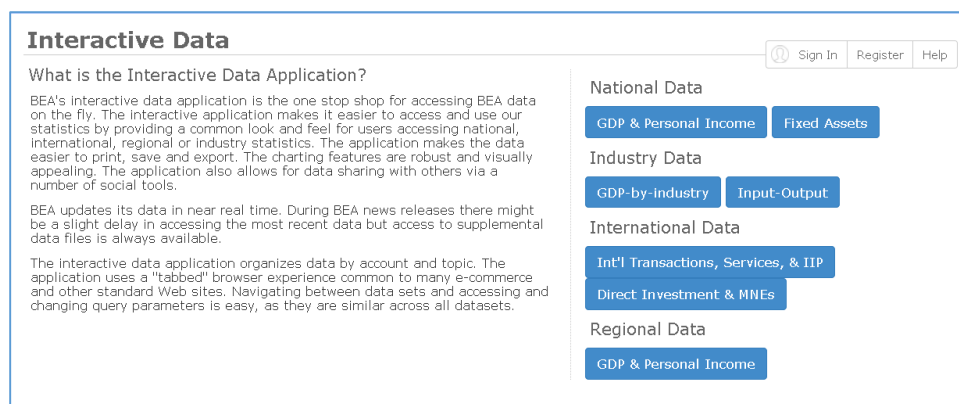 Interactive Data
Sign In
Register
Help
What is the Interactive Data Application?
BEA's interactive data application is the one stop shop for accessing BEA data
on the fly. The interactive application makes it easier to access and use our
statistics by providing a common look and feel for users accessing national,
international, regional or industry statistics. The application makes the data
easier to print, save and export. The charting features are robust and visually
appealing. The application also allows for data sharing with others via a
number of social tools.
BEA updates its data in near real time. During BEA news releases there might
be a slight delay in accessing the most recent data but access to supplemental
data files is always available.
The interactive data application organizes data by account and topic. The
application uses a "tabbed" browser experience common to many e-commerce
and other standard Web sites. Navigating between data sets and accessing and
changing query parameters is easy, as they are similar across all datasets.
National Data
GDP & Personal Income
Fixed Assets
Industry Data
GDP-by-industry
Input-Output
International Data
Int'l Transactions, Services, & IIP
Direct Investment & MNEs
Regional Data
GDP & Personal Income